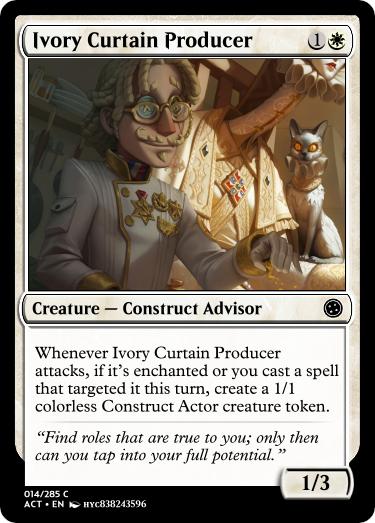 Ivory Curtain Producer 1
Creature — Construct Advisor
Whenever Ivory Curtain Producer
attacks, if it's enchanted or you cast a spell
that targeted it this turn, create a 1/1
colorless Construct Actor creature token.
“Find roles that are true to you; only then
can you tap into your full potential.”
1/3
014/285 C
ACT • EN HYC838243596